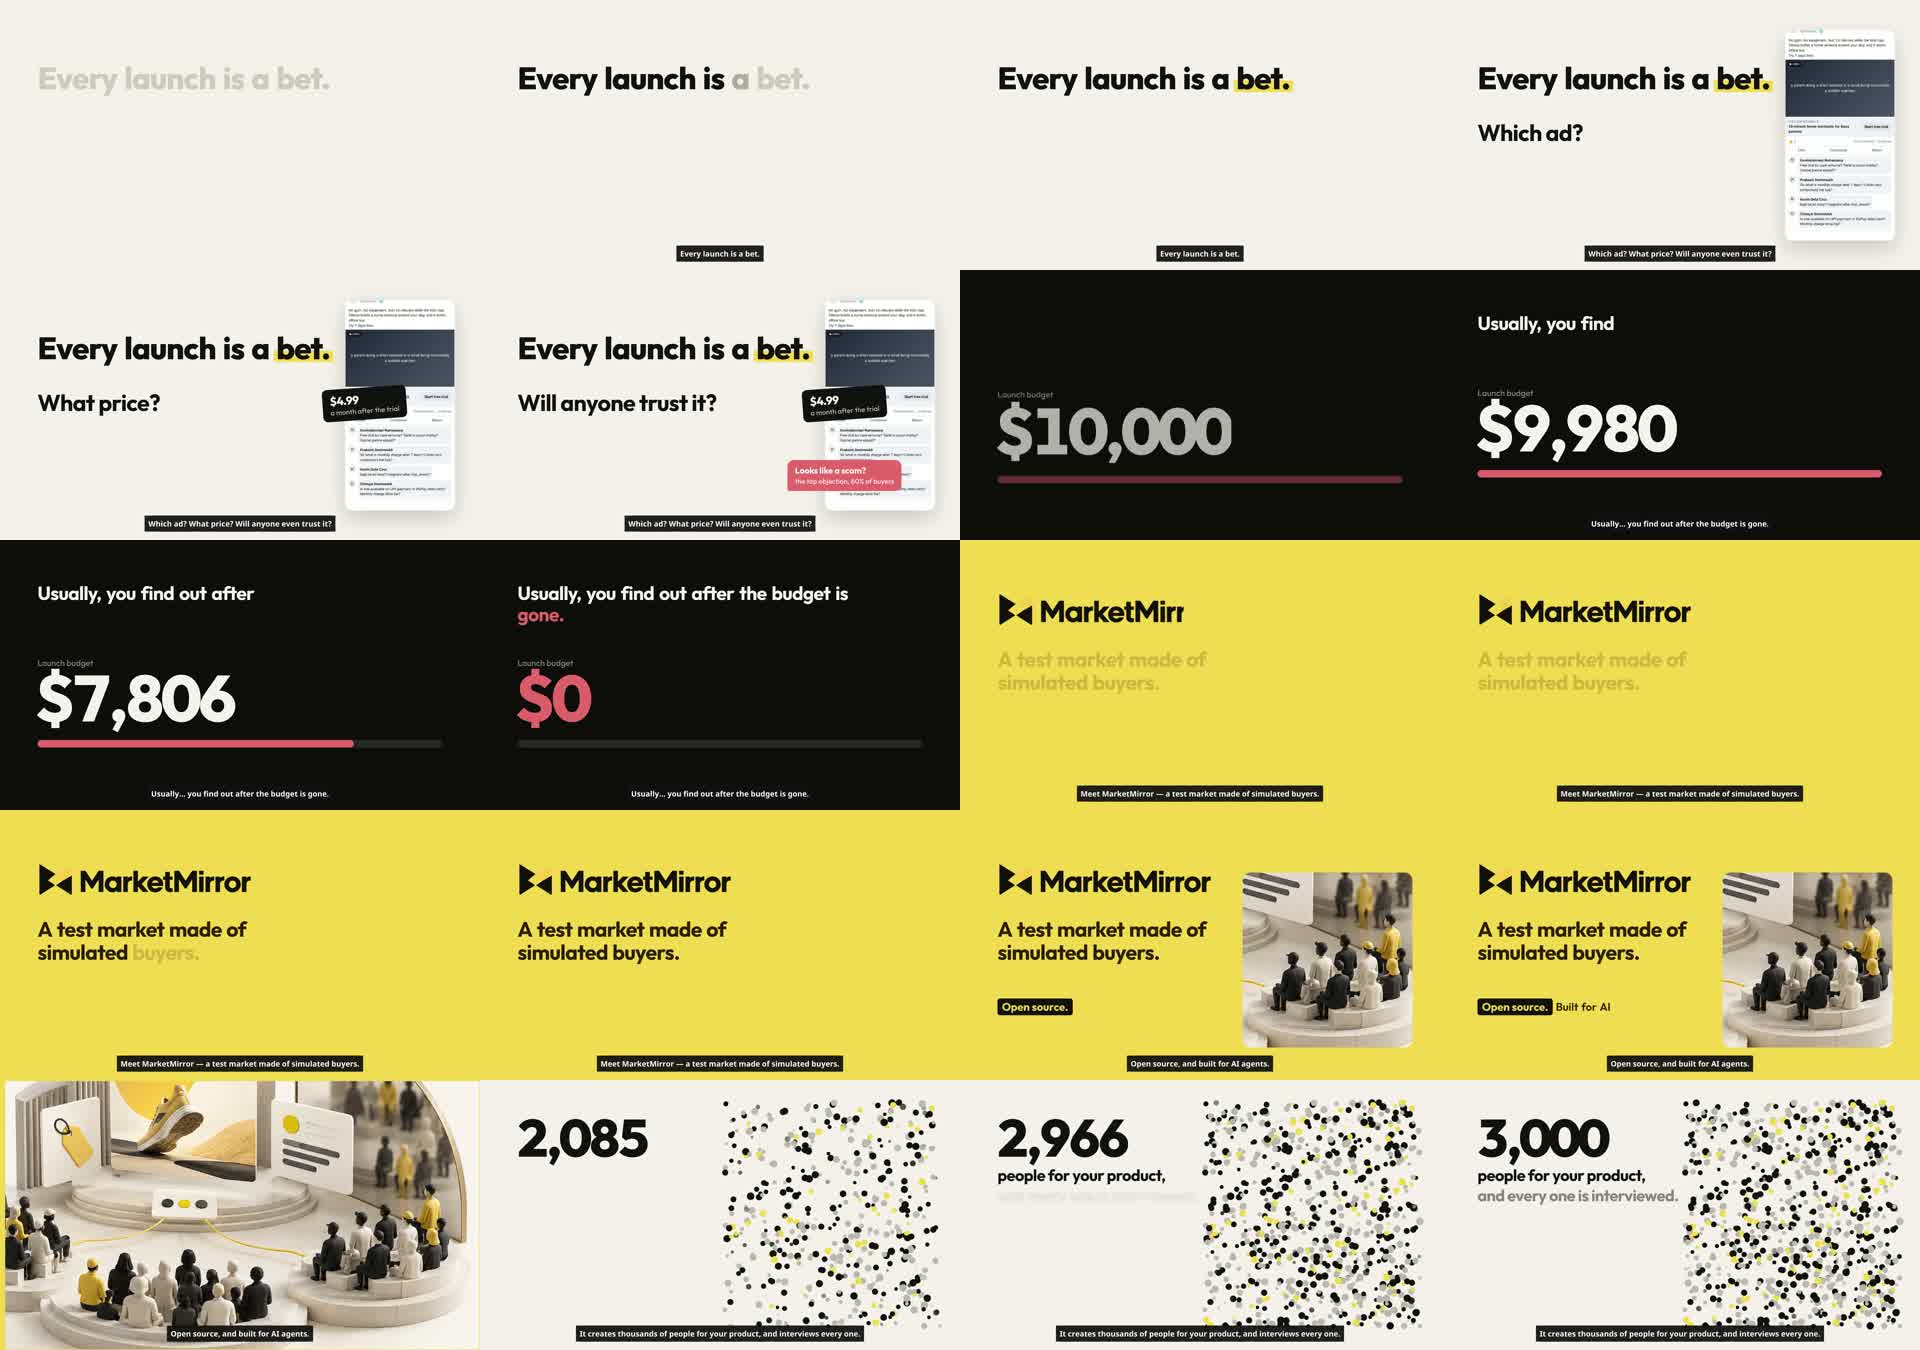 Every launch is a bet.
Every launch is a bet.
Every launch is a bet.
Every launch is a bet.
Every launch is a bet.
Every launch is a bet.
Which ad?
Start free trial
Which ad? What price? Will anyone even trust it?
Every launch is a bet.
What price?
$4.99
a month after the trial
Start free trial
Which ad? What price? Will anyone even trust it?
Every launch is a bet.
Will anyone trust it?
$4.99
a month after the trial
Start free trial
Looks like a scam?
the top objection, 60% of buyers
Which ad? What price? Will anyone even trust it?
Launch budget
$10,000
Usually, you find
Launch budget
$9,980
Usually... you find out after the budget is gone.
Usually, you find out after
Launch budget
$7,806
Usually... you find out after the budget is gone.
Usually, you find out after the budget is
gone.
Launch budget
$0
Usually... you find out after the budget is gone.
MarketMirr
A test market made of
simulated buyers.
Meet MarketMirror — a test market made of simulated buyers.
MarketMirror
A test market made of
simulated buyers.
Meet MarketMirror — a test market made of simulated buyers.
MarketMirror
A test market made of
simulated buyers.
Meet MarketMirror — a test market made of simulated buyers.
MarketMirror
A test market made of
simulated buyers.
Meet MarketMirror — a test market made of simulated buyers.
MarketMirror
A test market made of
simulated buyers.
Open source.
Open source, and built for AI agents.
MarketMirror
A test market made of
simulated buyers.
Open source. Built for AI
Open source, and built for AI agents.
Open source, and built for AI agents.
2,085
It creates thousands of people for your product, and interviews every one.
2,966
people for your product,
It creates thousands of people for your product, and interviews every one.
3,000
people for your product,
and every one is interviewed.
It creates thousands of people for your product, and interviews every one.